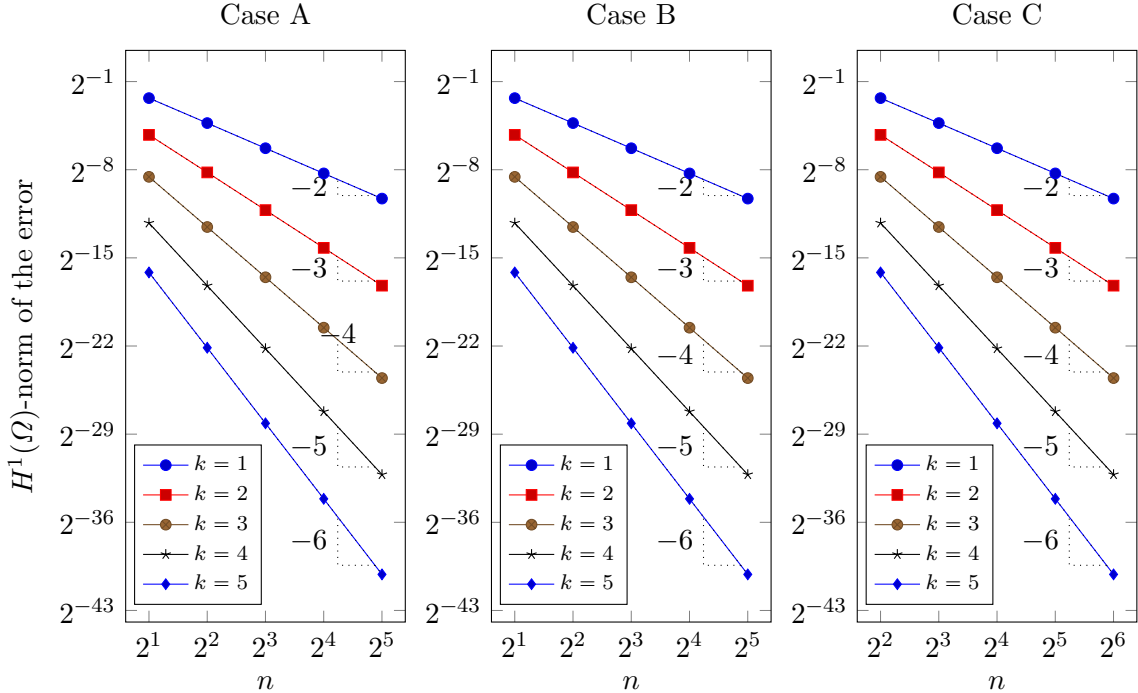 Case A
Case B
Case C
H¹(Ω)-norm of the error
2⁻¹
2⁻⁸
2⁻¹⁵
2⁻²²
2⁻²⁹
2⁻³⁶
2⁻⁴³
−2
−3
−4
−5
−6
k = 1
k = 2
k = 3
k = 4
k = 5
2¹ 2² 2³ 2⁴ 2⁵
n
2⁻¹
2⁻⁸
2⁻¹⁵
2⁻²²
2⁻²⁹
2⁻³⁶
2⁻⁴³
−2
−3
−4
−5
−6
k = 1
k = 2
k = 3
k = 4
k = 5
2¹ 2² 2³ 2⁴ 2⁵
n
2⁻¹
2⁻⁸
2⁻¹⁵
2⁻²²
2⁻²⁹
2⁻³⁶
2⁻⁴³
−2
−3
−4
−5
−6
k = 1
k = 2
k = 3
k = 4
k = 5
2² 2³ 2⁴ 2⁵ 2⁶
n